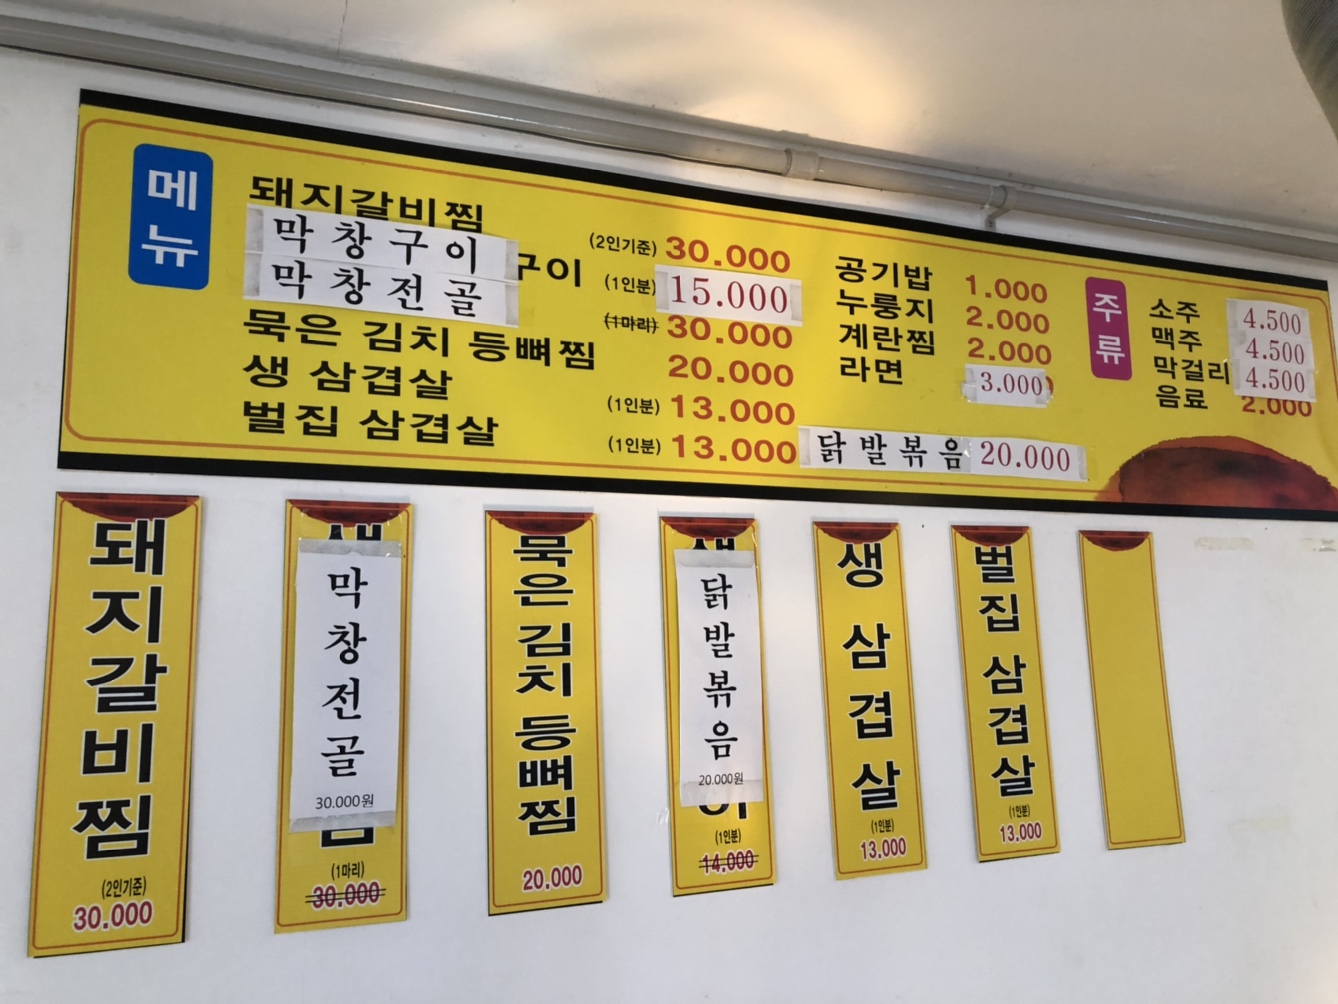 메뉴
돼지갈비찜 (2인기준) 30.000
막창구이 구이 (1인분) 15.000
막창전골 (1마리) 30.000
묵은 김치 등뼈찜 20.000
생 삼겹살 (1인분) 13.000
벌집 삼겹살 (1인분) 13.000
공기밥 1.000
누룽지 2.000
계란찜 2.000
라면 3.000
닭발볶음 20.000
주류
소주 4.500
맥주 4.500
막걸리 4.500
음료 2.000
돼지갈비찜
(2인기준)
30.000
막창전골
30.000원
(1마리)
30.000
묵은김치 등뼈찜
20.000
닭발볶음
20.000원
이
(1인분)
14.000
생 삼겹살
(1인분)
13.000
벌집 삼겹살
(1인분)
13.000